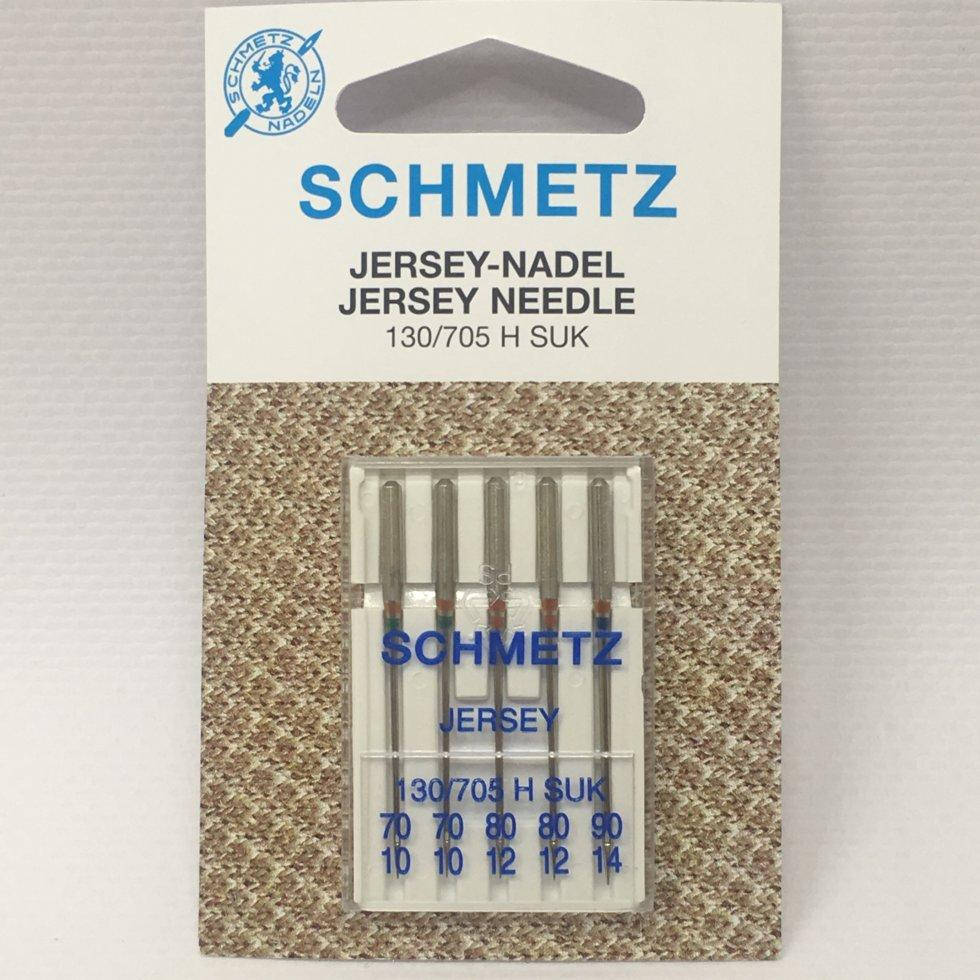 SCHMETZ NADELN
SCHMETZ
JERSEY-NADEL
JERSEY NEEDLE
130/705 H SUK
SCHMETZ
JERSEY
130/705 H SUK
70 70 80 80 90
10 10 12 12 14